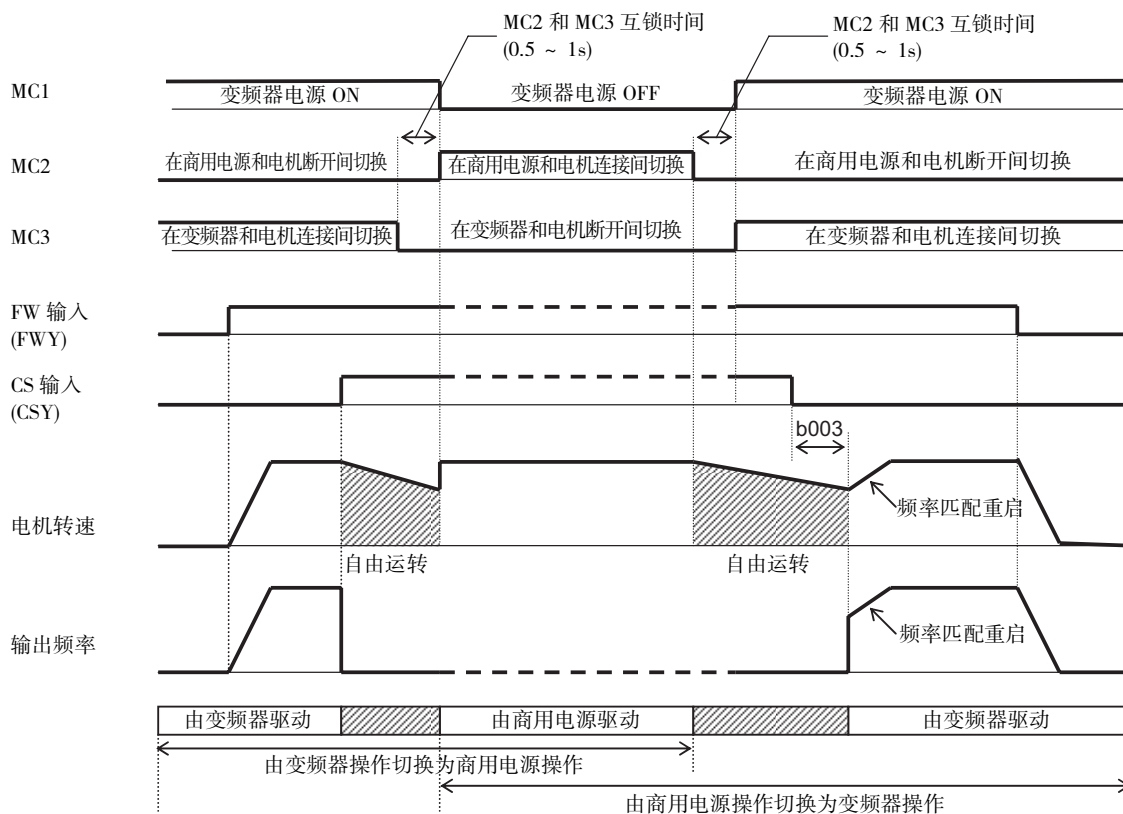 MC2 和 MC3 互锁时间
(0.5 ~ 1s)
MC2 和 MC3 互锁时间
(0.5 ~ 1s)
MC1
变频器电源 ON
变频器电源 OFF
变频器电源 ON
MC2
在商用电源和电机断开间切换
在商用电源和电机连接间切换
在商用电源和电机断开间切换
MC3
在变频器和电机连接间切换
在变频器和电机断开间切换
在变频器和电机连接间切换
FW 输入
(FWY)
CS 输入
(CSY)
b003
电机转速
频率匹配重启
自由运转
自由运转
输出频率
频率匹配重启
由变频器驱动
由商用电源驱动
由变频器驱动
由变频器操作切换为商用电源操作
由商用电源操作切换为变频器操作